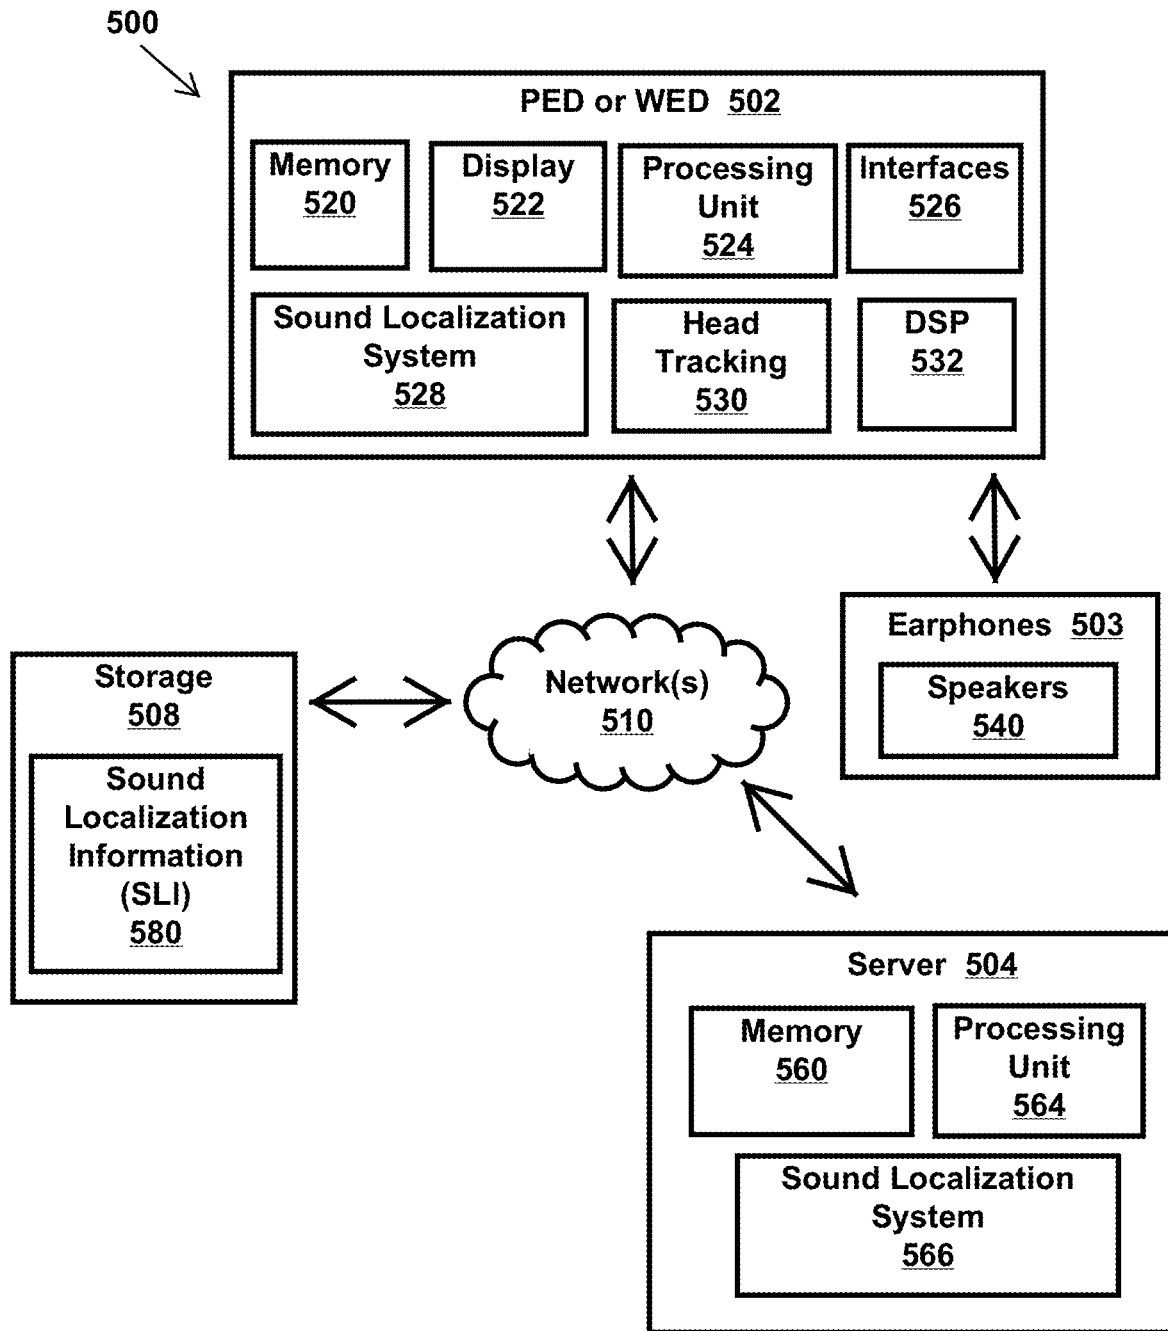 500
PED or WED 502
Memory
520
Display
522
Processing
Unit
524
Interfaces
526
Sound Localization
System
528
Head
Tracking
530
DSP
532
Earphones 503
Speakers
540
Network(s)
510
Storage
508
Sound
Localization
Information
(SLI)
580
Server 504
Memory
560
Processing
Unit
564
Sound Localization
System
566